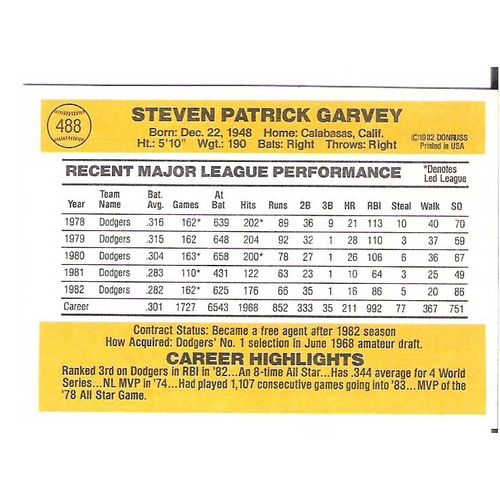 488
STEVEN PATRICK GARVEY
Born: Dec. 22, 1948 Home: Calabasas, Calif.
Ht.: 5'10" Wgt.: 190 Bats: Right Throws: Right
©1982 DONRUSS
Printed in USA
RECENT MAJOR LEAGUE PERFORMANCE *Denotes Led League
Year Team Name Bat. Avg. Games At Bat Hits Runs 2B 3B HR RBI Steal Walk SO
1978 Dodgers .316 162* 639 202* 89 36 9 21 113 10 40 70
1979 Dodgers .315 162 648 204 92 32 1 28 110 3 37 59
1980 Dodgers .304 163* 658 200* 78 27 1 26 106 6 36 67
1981 Dodgers .283 110* 431 122 63 23 1 10 64 3 25 49
1982 Dodgers .282 162* 625 176 66 35 1 16 86 5 20 86
Career .301 1727 6543 1968 852 333 35 211 992 77 367 751
Contract Status: Became a free agent after 1982 season
How Acquired: Dodgers' No. 1 selection in June 1968 amateur draft.
CAREER HIGHLIGHTS
Ranked 3rd on Dodgers in RBI in '82...An 8-time All Star...Has .344 average for 4 World
Series...NL MVP in '74...Had played 1,107 consecutive games going into '83...MVP of the
'78 All Star Game.